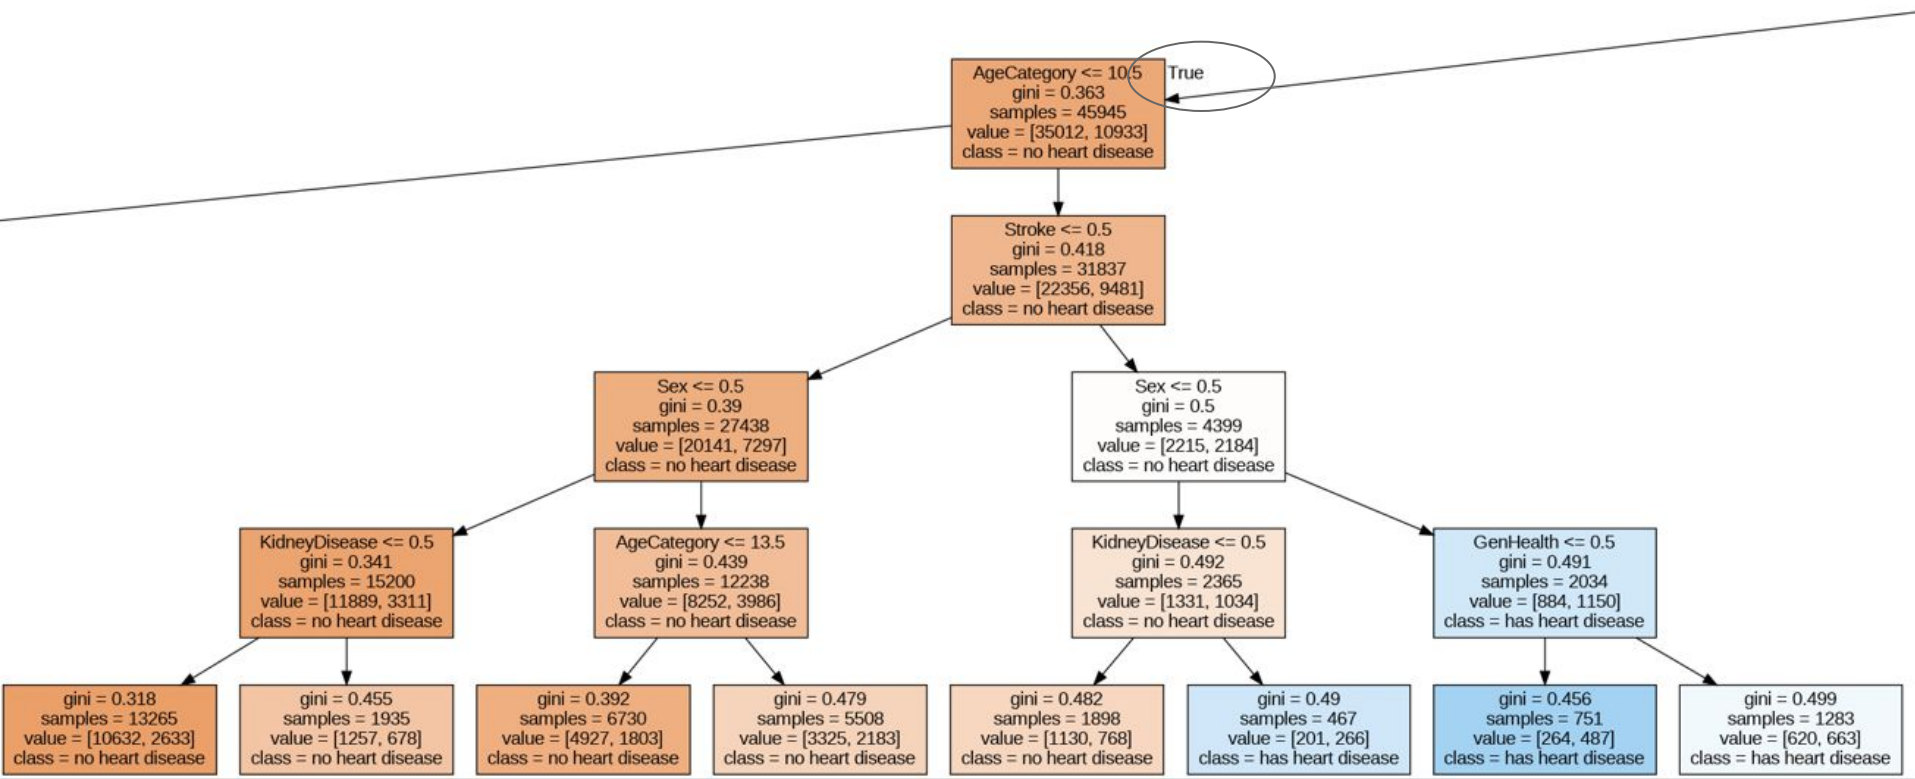 AgeCategory <= 10.5
gini = 0.363
samples = 45945
value = [35012, 10933]
class = no heart disease
True
Stroke <= 0.5
gini = 0.418
samples = 31837
value = [22356, 9481]
class = no heart disease
Sex <= 0.5
gini = 0.39
samples = 27438
value = [20141, 7297]
class = no heart disease
Sex <= 0.5
gini = 0.5
samples = 4399
value = [2215, 2184]
class = no heart disease
KidneyDisease <= 0.5
gini = 0.341
samples = 15200
value = [11889, 3311]
class = no heart disease
AgeCategory <= 13.5
gini = 0.439
samples = 12238
value = [8252, 3986]
class = no heart disease
KidneyDisease <= 0.5
gini = 0.492
samples = 2365
value = [1331, 1034]
class = no heart disease
GenHealth <= 0.5
gini = 0.491
samples = 2034
value = [884, 1150]
class = has heart disease
gini = 0.318
samples = 13265
value = [10632, 2633]
class = no heart disease
gini = 0.455
samples = 1935
value = [1257, 678]
class = no heart disease
gini = 0.392
samples = 6730
value = [4927, 1803]
class = no heart disease
gini = 0.479
samples = 5508
value = [3325, 2183]
class = no heart disease
gini = 0.482
samples = 1898
value = [1130, 768]
class = no heart disease
gini = 0.49
samples = 467
value = [201, 266]
class = has heart disease
gini = 0.456
samples = 751
value = [264, 487]
class = has heart disease
gini = 0.499
samples = 1283
value = [620, 663]
class = has heart disease